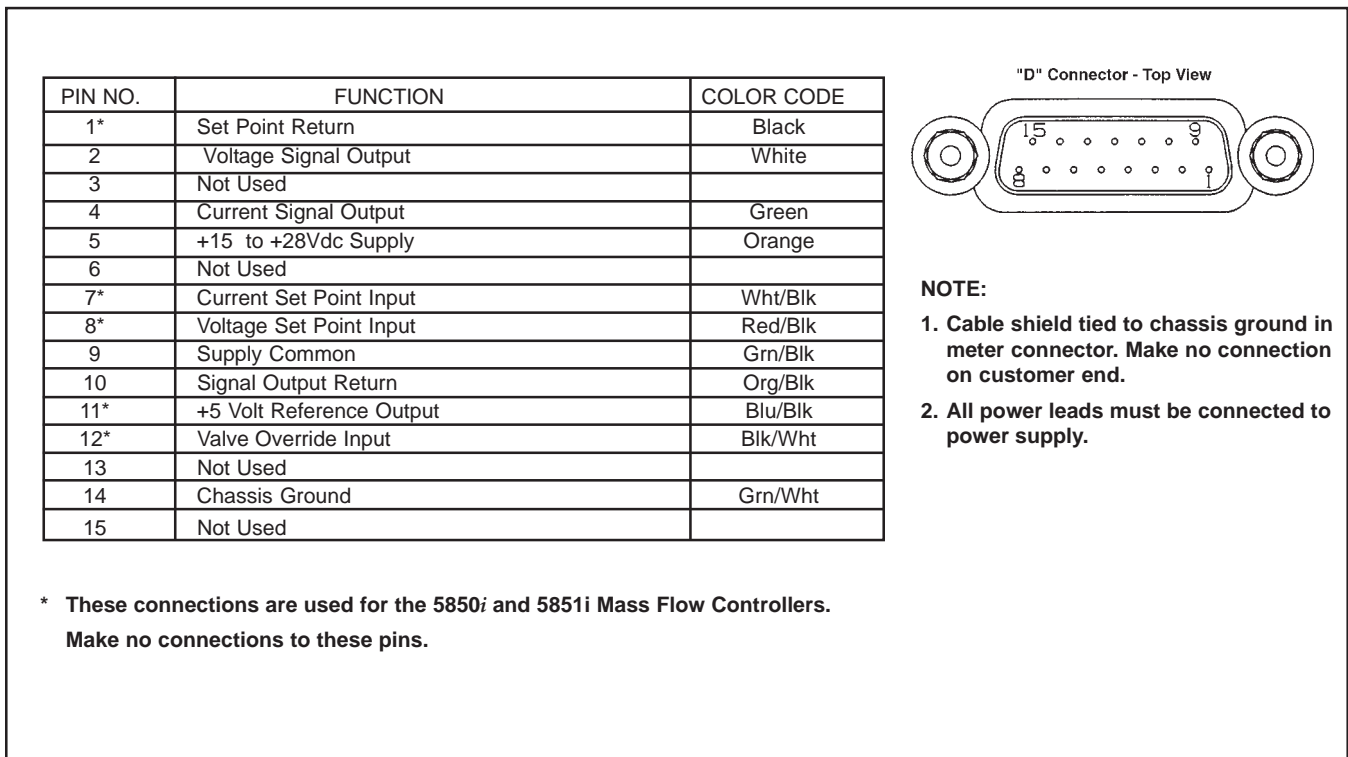 PIN NO. FUNCTION COLOR CODE
1* Set Point Return Black
2 Voltage Signal Output White
3 Not Used
4 Current Signal Output Green
5 +15 to +28Vdc Supply Orange
6 Not Used
7* Current Set Point Input Wht/Blk
8* Voltage Set Point Input Red/Blk
9 Supply Common Grn/Blk
10 Signal Output Return Org/Blk
11* +5 Volt Reference Output Blu/Blk
12* Valve Override Input Blk/Wht
13 Not Used
14 Chassis Ground Grn/Wht
15 Not Used
* These connections are used for the 5850i and 5851i Mass Flow Controllers.
Make no connections to these pins.
"D" Connector - Top View
15 9
8 1
NOTE:
1. Cable shield tied to chassis ground in
meter connector. Make no connection
on customer end.
2. All power leads must be connected to
power supply.